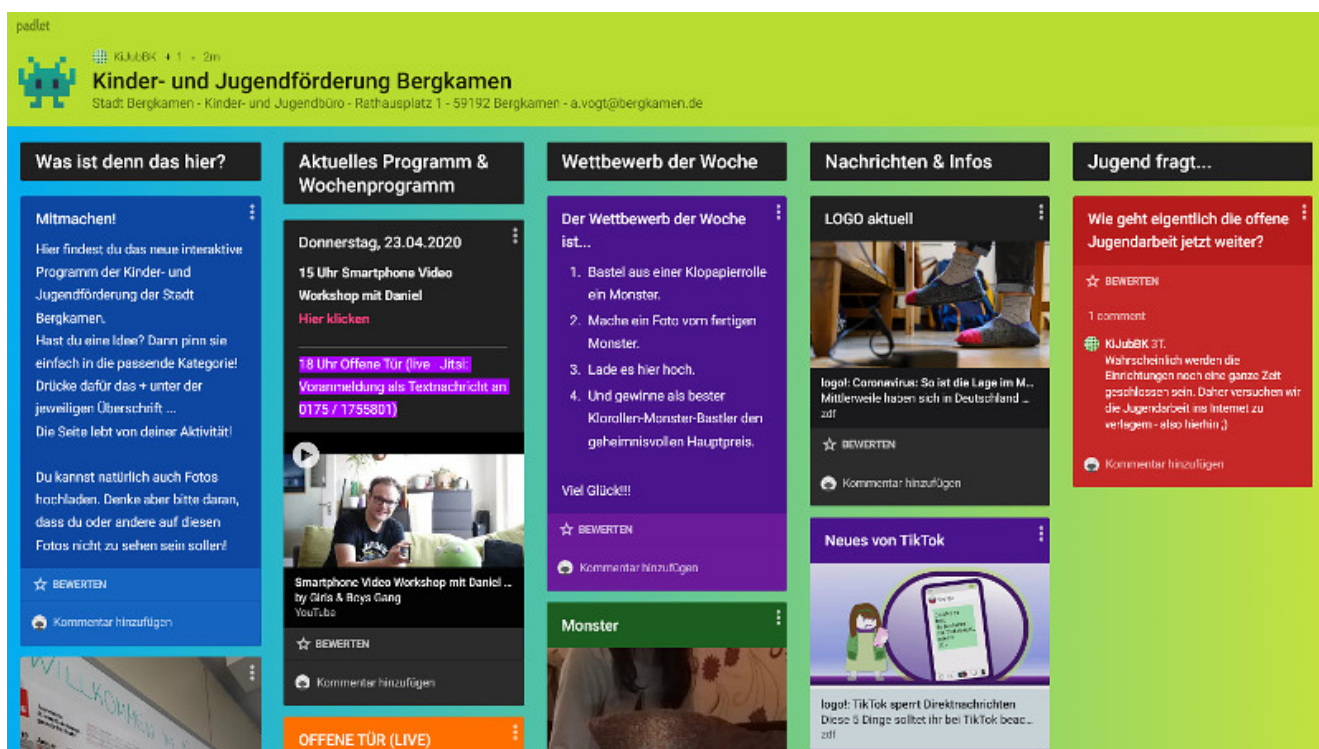 padlet
KiJubBK + 1 • 2m
Kinder- und Jugendförderung Bergkamen
Stadt Bergkamen - Kinder- und Jugendbüro - Rathausplatz 1 - 59192 Bergkamen - a.vogt@bergkamen.de
Was ist denn das hier?
Mitmachen!
Hier findest du das neue interaktive
Programm der Kinder- und
Jugendförderung der Stadt
Bergkamen.
Hast du eine Idee? Dann pinn sie
einfach in die passende Kategorie!
Drücke dafür das + unter der
jeweiligen Überschrift ...
Die Seite lebt von deiner Aktivität!
Du kannst natürlich auch Fotos
hochladen. Denke aber bitte daran,
dass du oder andere auf diesen
Fotos nicht zu sehen sein sollen!
BEWERTEN
Kommentar hinzufügen
WILLKOMMEN
Aktuelles Programm &
Wochenprogramm
Donnerstag, 23.04.2020
15 Uhr Smartphone Video
Workshop mit Daniel
Hier klicken
18 Uhr Offene Tür (live Jitsi:
Voranmeldung als Textnachricht an
0175 / 1755801)
Smartphone Video Workshop mit Daniel ...
by Girls & Boys Gang
YouTube
BEWERTEN
Kommentar hinzufügen
OFFENE TÜR (LIVE)
Wettbewerb der Woche
Der Wettbewerb der Woche
ist...
1. Bastel aus einer Klopapierrolle
ein Monster.
2. Mache ein Foto vom fertigen
Monster.
3. Lade es hier hoch.
4. Und gewinne als bester
Klorollen-Monster-Bastler den
geheimnisvollen Hauptpreis.
Viel Glück!!!
BEWERTEN
Kommentar hinzufügen
Monster
Nachrichten & Infos
LOGO aktuell
logo!: Coronavirus: So ist die Lage im M...
Mittlerweile haben sich in Deutschland ...
zdf
BEWERTEN
Kommentar hinzufügen
Neues von TikTok
logo!: TikTok sperrt Direktnachrichten
Diese 5 Dinge solltet ihr bei TikTok beac...
zdf
Jugend fragt...
Wie geht eigentlich die offene
Jugendarbeit jetzt weiter?
BEWERTEN
1 comment
KiJubBK 3T.
Wahrscheinlich werden die
Einrichtungen noch eine ganze Zeit
geschlossen sein. Daher versuchen wir
die Jugendarbeit ins Internet zu
verlagern - also hierhin ;)
Kommentar hinzufügen